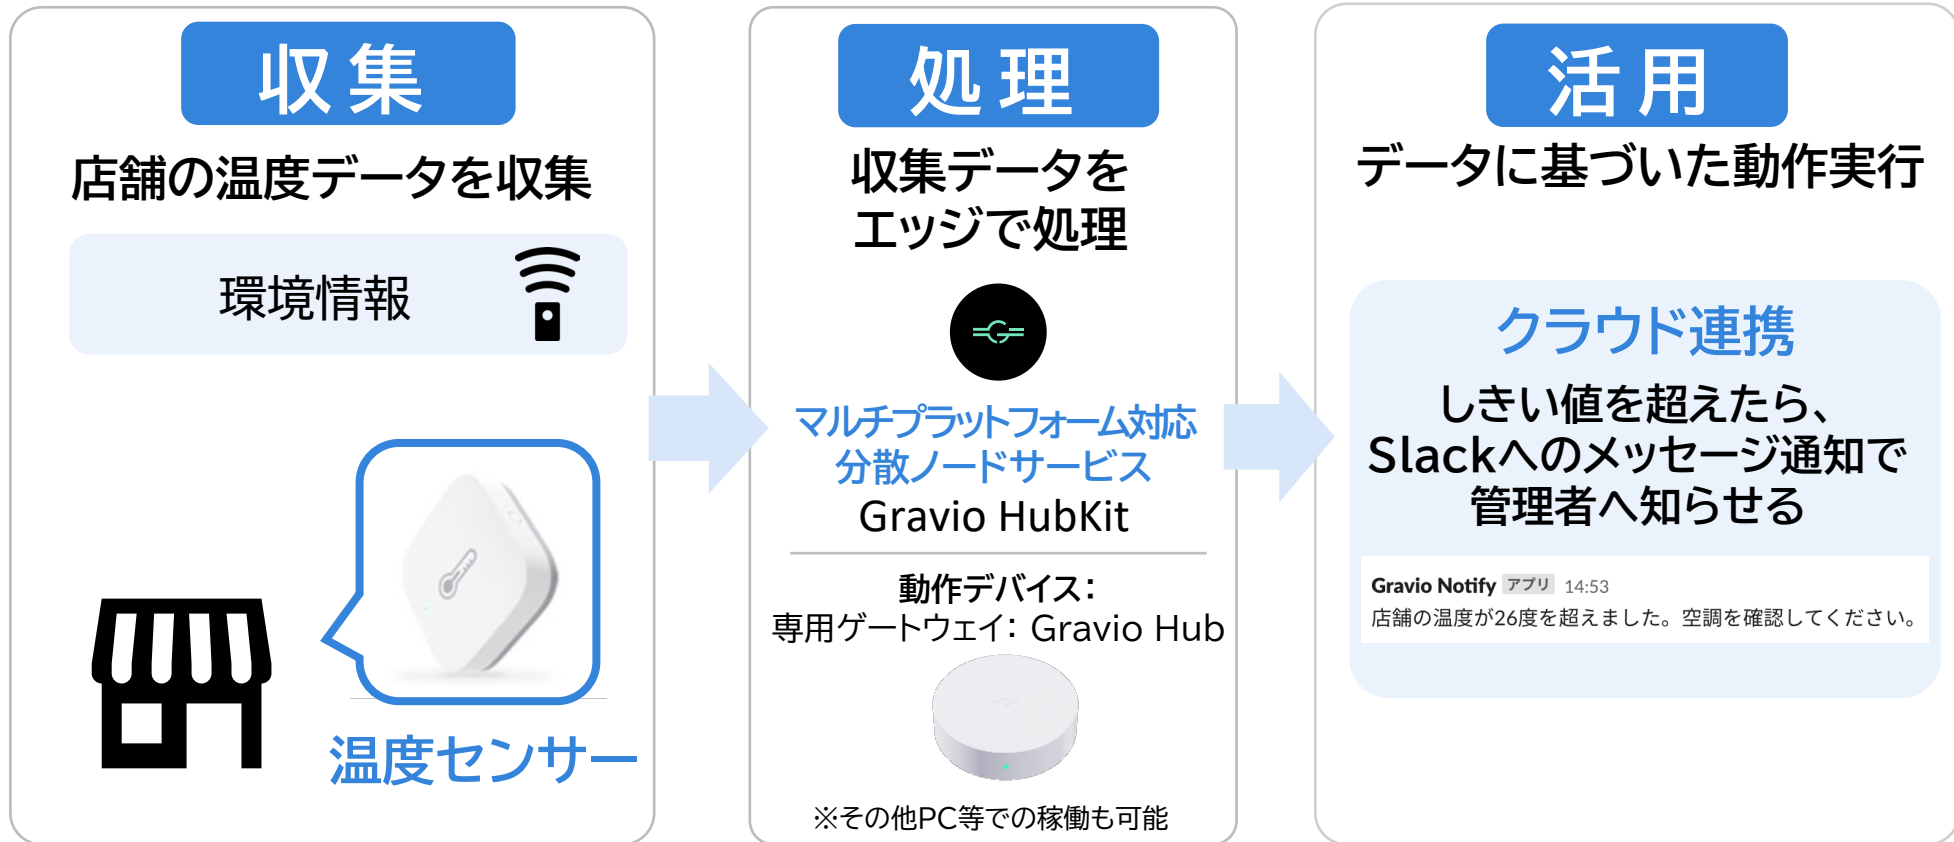 収集
店舗の温度データを収集
環境情報
温度センサー
処理
収集データを
エッジで処理
マルチプラットフォーム対応
分散ノードサービス
Gravio HubKit
動作デバイス：
専用ゲートウェイ： Gravio Hub
※その他PC等での稼働も可能
活用
データに基づいた動作実行
クラウド連携
しきい値を超えたら、
Slackへのメッセージ通知で
管理者へ知らせる
Gravio Notify アプリ 14:53
店舗の温度が26度を超えました。空調を確認してください。